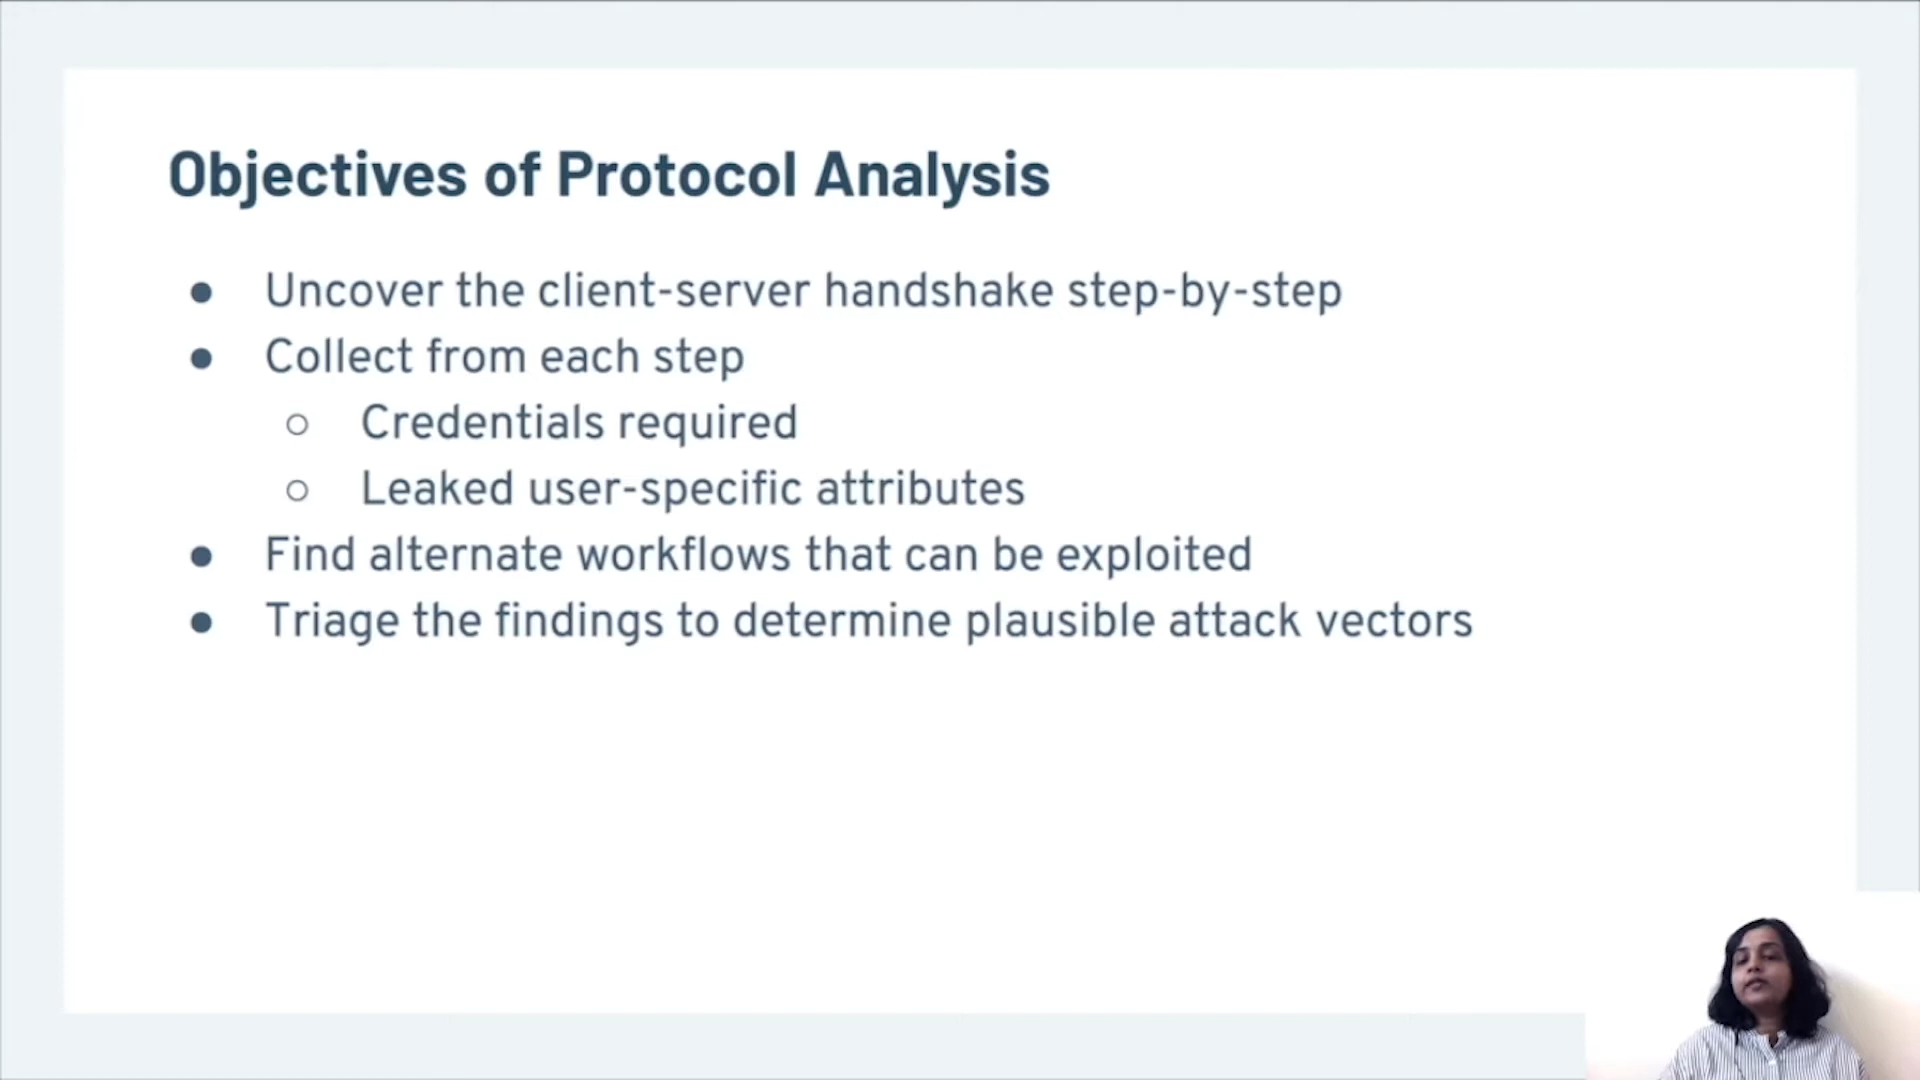 Objectives of Protocol Analysis
● Uncover the client-server handshake step-by-step
● Collect from each step
○ Credentials required
○ Leaked user-specific attributes
● Find alternate workflows that can be exploited
● Triage the findings to determine plausible attack vectors